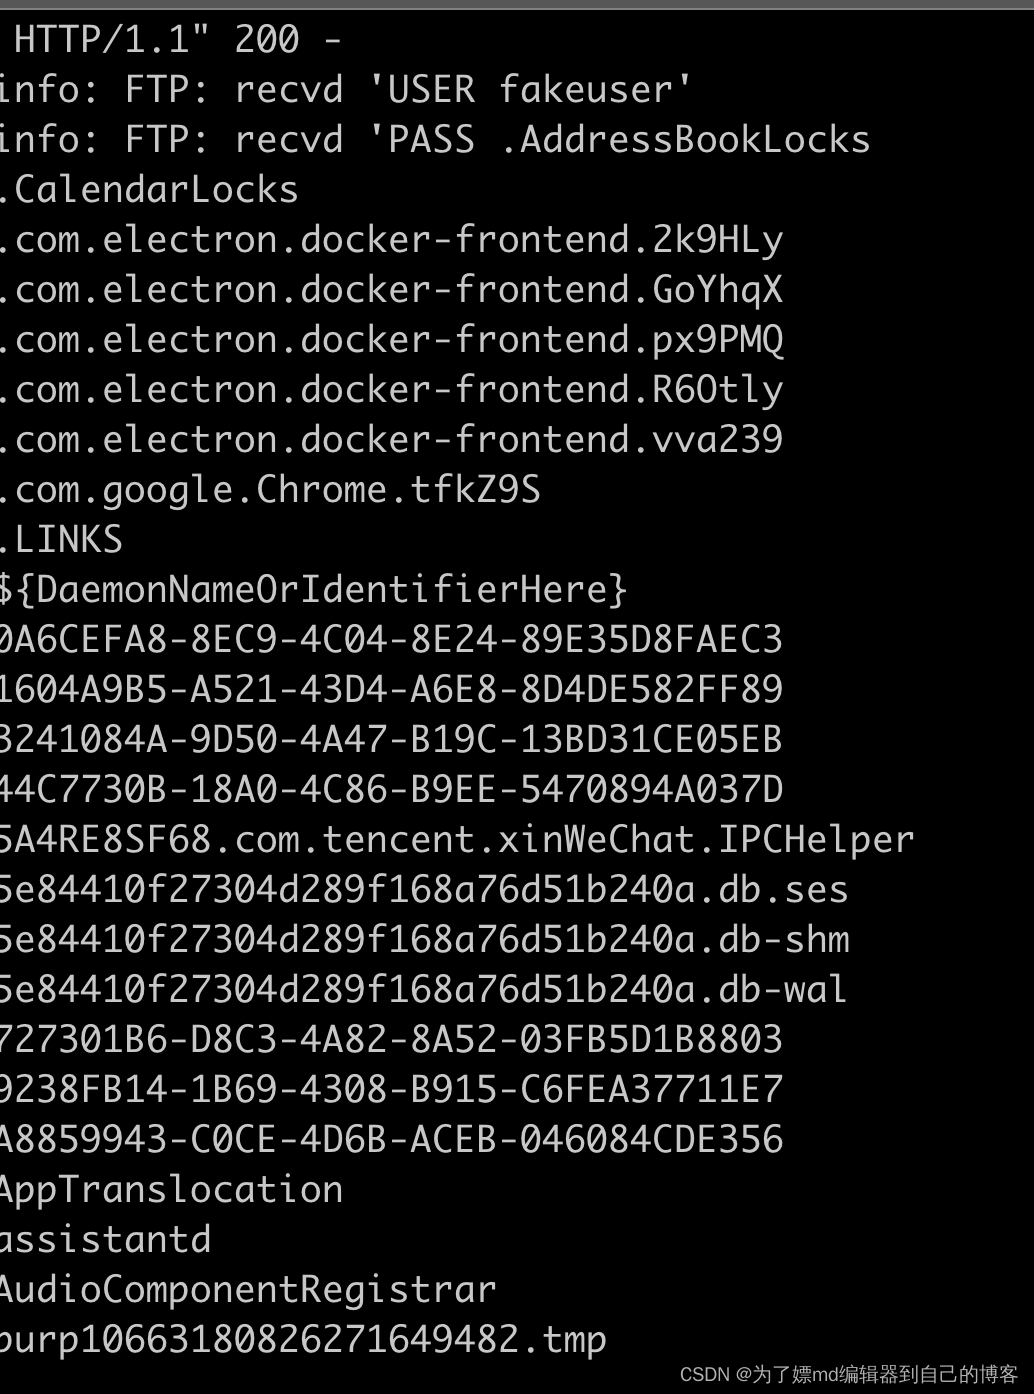 HTTP/1.1" 200 -
info: FTP: recvd 'USER fakeuser'
info: FTP: recvd 'PASS .AddressBookLocks
.CalendarLocks
.com.electron.docker-frontend.2k9HLy
.com.electron.docker-frontend.GoYhqX
.com.electron.docker-frontend.px9PMQ
.com.electron.docker-frontend.R6Otly
.com.electron.docker-frontend.vva239
.com.google.Chrome.tfkZ9S
.LINKS
${DaemonNameOrIdentifierHere}
0A6CEFA8-8EC9-4C04-8E24-89E35D8FAEC3
1604A9B5-A521-43D4-A6E8-8D4DE582FF89
3241084A-9D50-4A47-B19C-13BD31CE05EB
44C7730B-18A0-4C86-B9EE-5470894A037D
5A4RE8SF68.com.tencent.xinWeChat.IPCHelper
5e84410f27304d289f168a76d51b240a.db.ses
5e84410f27304d289f168a76d51b240a.db-shm
5e84410f27304d289f168a76d51b240a.db-wal
727301B6-D8C3-4A82-8A52-03FB5D1B8803
9238FB14-1B69-4308-B915-C6FEA37711E7
A8859943-C0CE-4D6B-ACEB-046084CDE356
AppTranslocation
assistantd
AudioComponentRegistrar
burp10663180826271649482.tmp
CSDN @为了嫖md编辑器到自己的博客